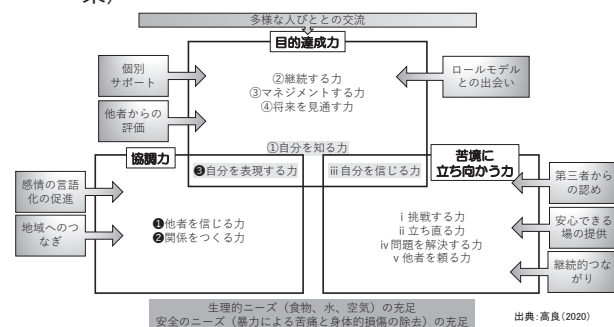 多様な人びととの交流
目的達成力
個別
サポート
ロールモデル
との出会い
②継続する力
③マネジメントする力
④将来を見通す力
他者からの
評価
①自分を知る力
協調力
❸自分を表現する力
ⅲ自分を信じる力
苦境に
立ち向かう力
感情の言語
化の促進
第三者から
の認め
地域へのつ
なぎ
❶他者を信じる力
❷関係をつくる力
ⅰ挑戦する力
ⅱ立ち直る力
ⅳ問題を解決する力
ⅴ他者を頼る力
安心できる
場の提供
継続的つな
がり
生理的ニーズ（食物、水、空気）の充足
安全のニーズ（暴力による苦痛と身体的損傷の除去）の充足
出典:高良(2020)